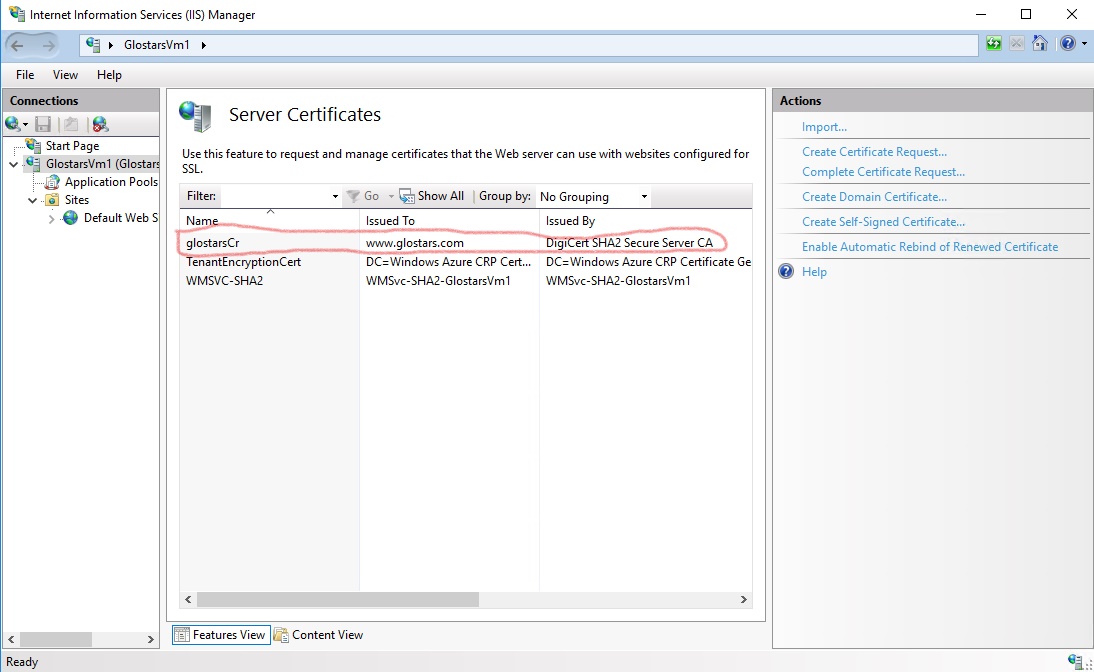 Internet Information Services (IIS) Manager
GlostarsVm1
File View Help
Connections
Start Page
GlostarsVm1 (Glostars
Application Pools
Sites
Default Web S
Server Certificates
Use this feature to request and manage certificates that the Web server can use with websites configured for
SSL.
Filter: Go Show All Group by: No Grouping
Name Issued To Issued By
glostarsCr www.glostars.com DigiCert SHA2 Secure Server CA
TenantEncryptionCert DC=Windows Azure CRP Cert... DC=Windows Azure CRP Certificate Ge
WMSVC-SHA2 WMSvc-SHA2-GlostarsVm1 WMSvc-SHA2-GlostarsVm1
Features View Content View
Actions
Import...
Create Certificate Request...
Complete Certificate Request...
Create Domain Certificate...
Create Self-Signed Certificate...
Enable Automatic Rebind of Renewed Certificate
Help
Ready